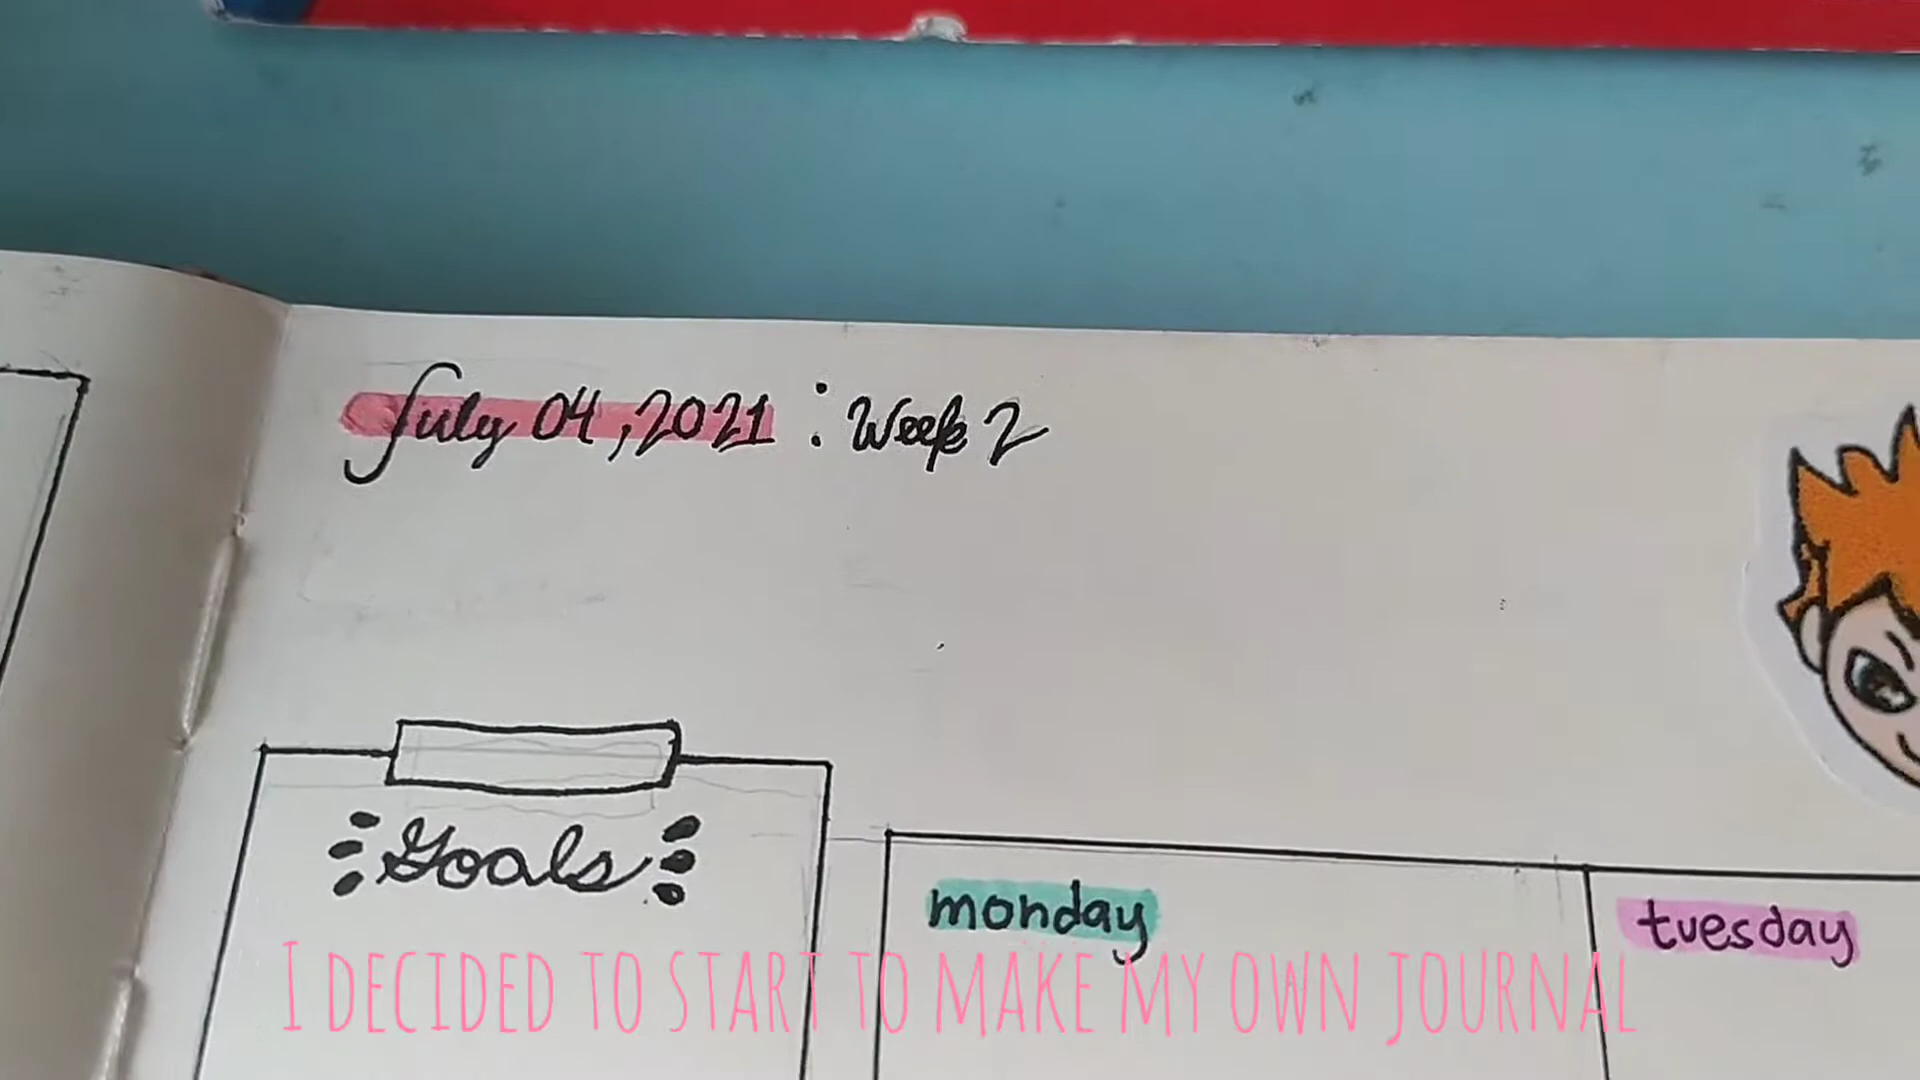 July 04, 2021 : Week 2
Goals
monday
tuesday
I DECIDED TO START TO MAKE MY OWN JOURNAL